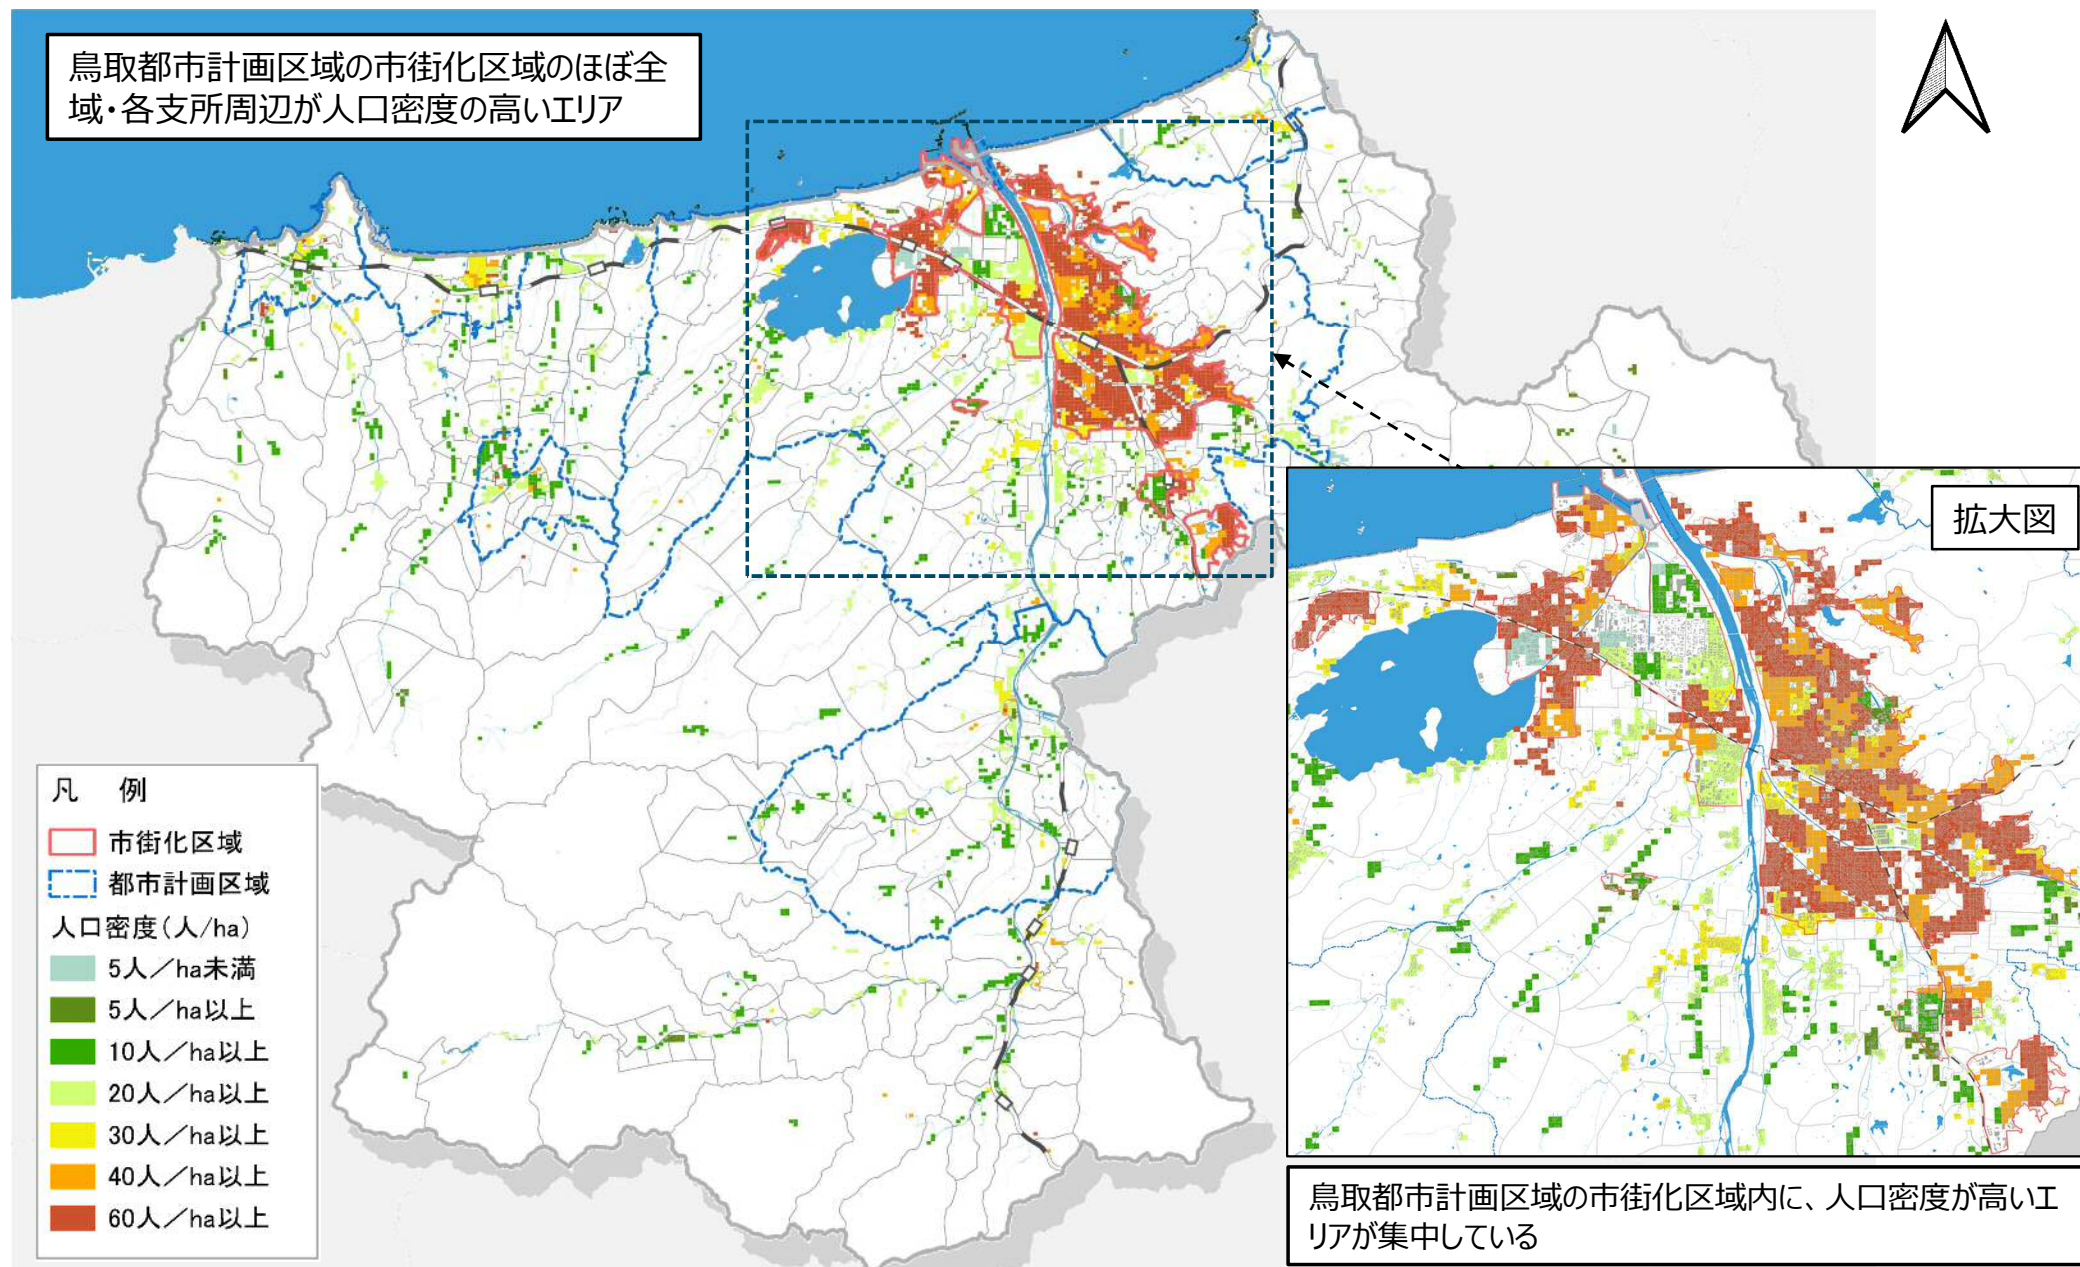 鳥取都市計画区域の市街化区域のほぼ全
域・各支所周辺が人口密度の高いエリア
拡大図
凡 例
市街化区域
都市計画区域
人口密度(人/ha)
5人/ha未満
5人/ha以上
10人/ha以上
20人/ha以上
30人/ha以上
40人/ha以上
60人/ha以上
鳥取都市計画区域の市街化区域内に、人口密度が高いエ
リアが集中している